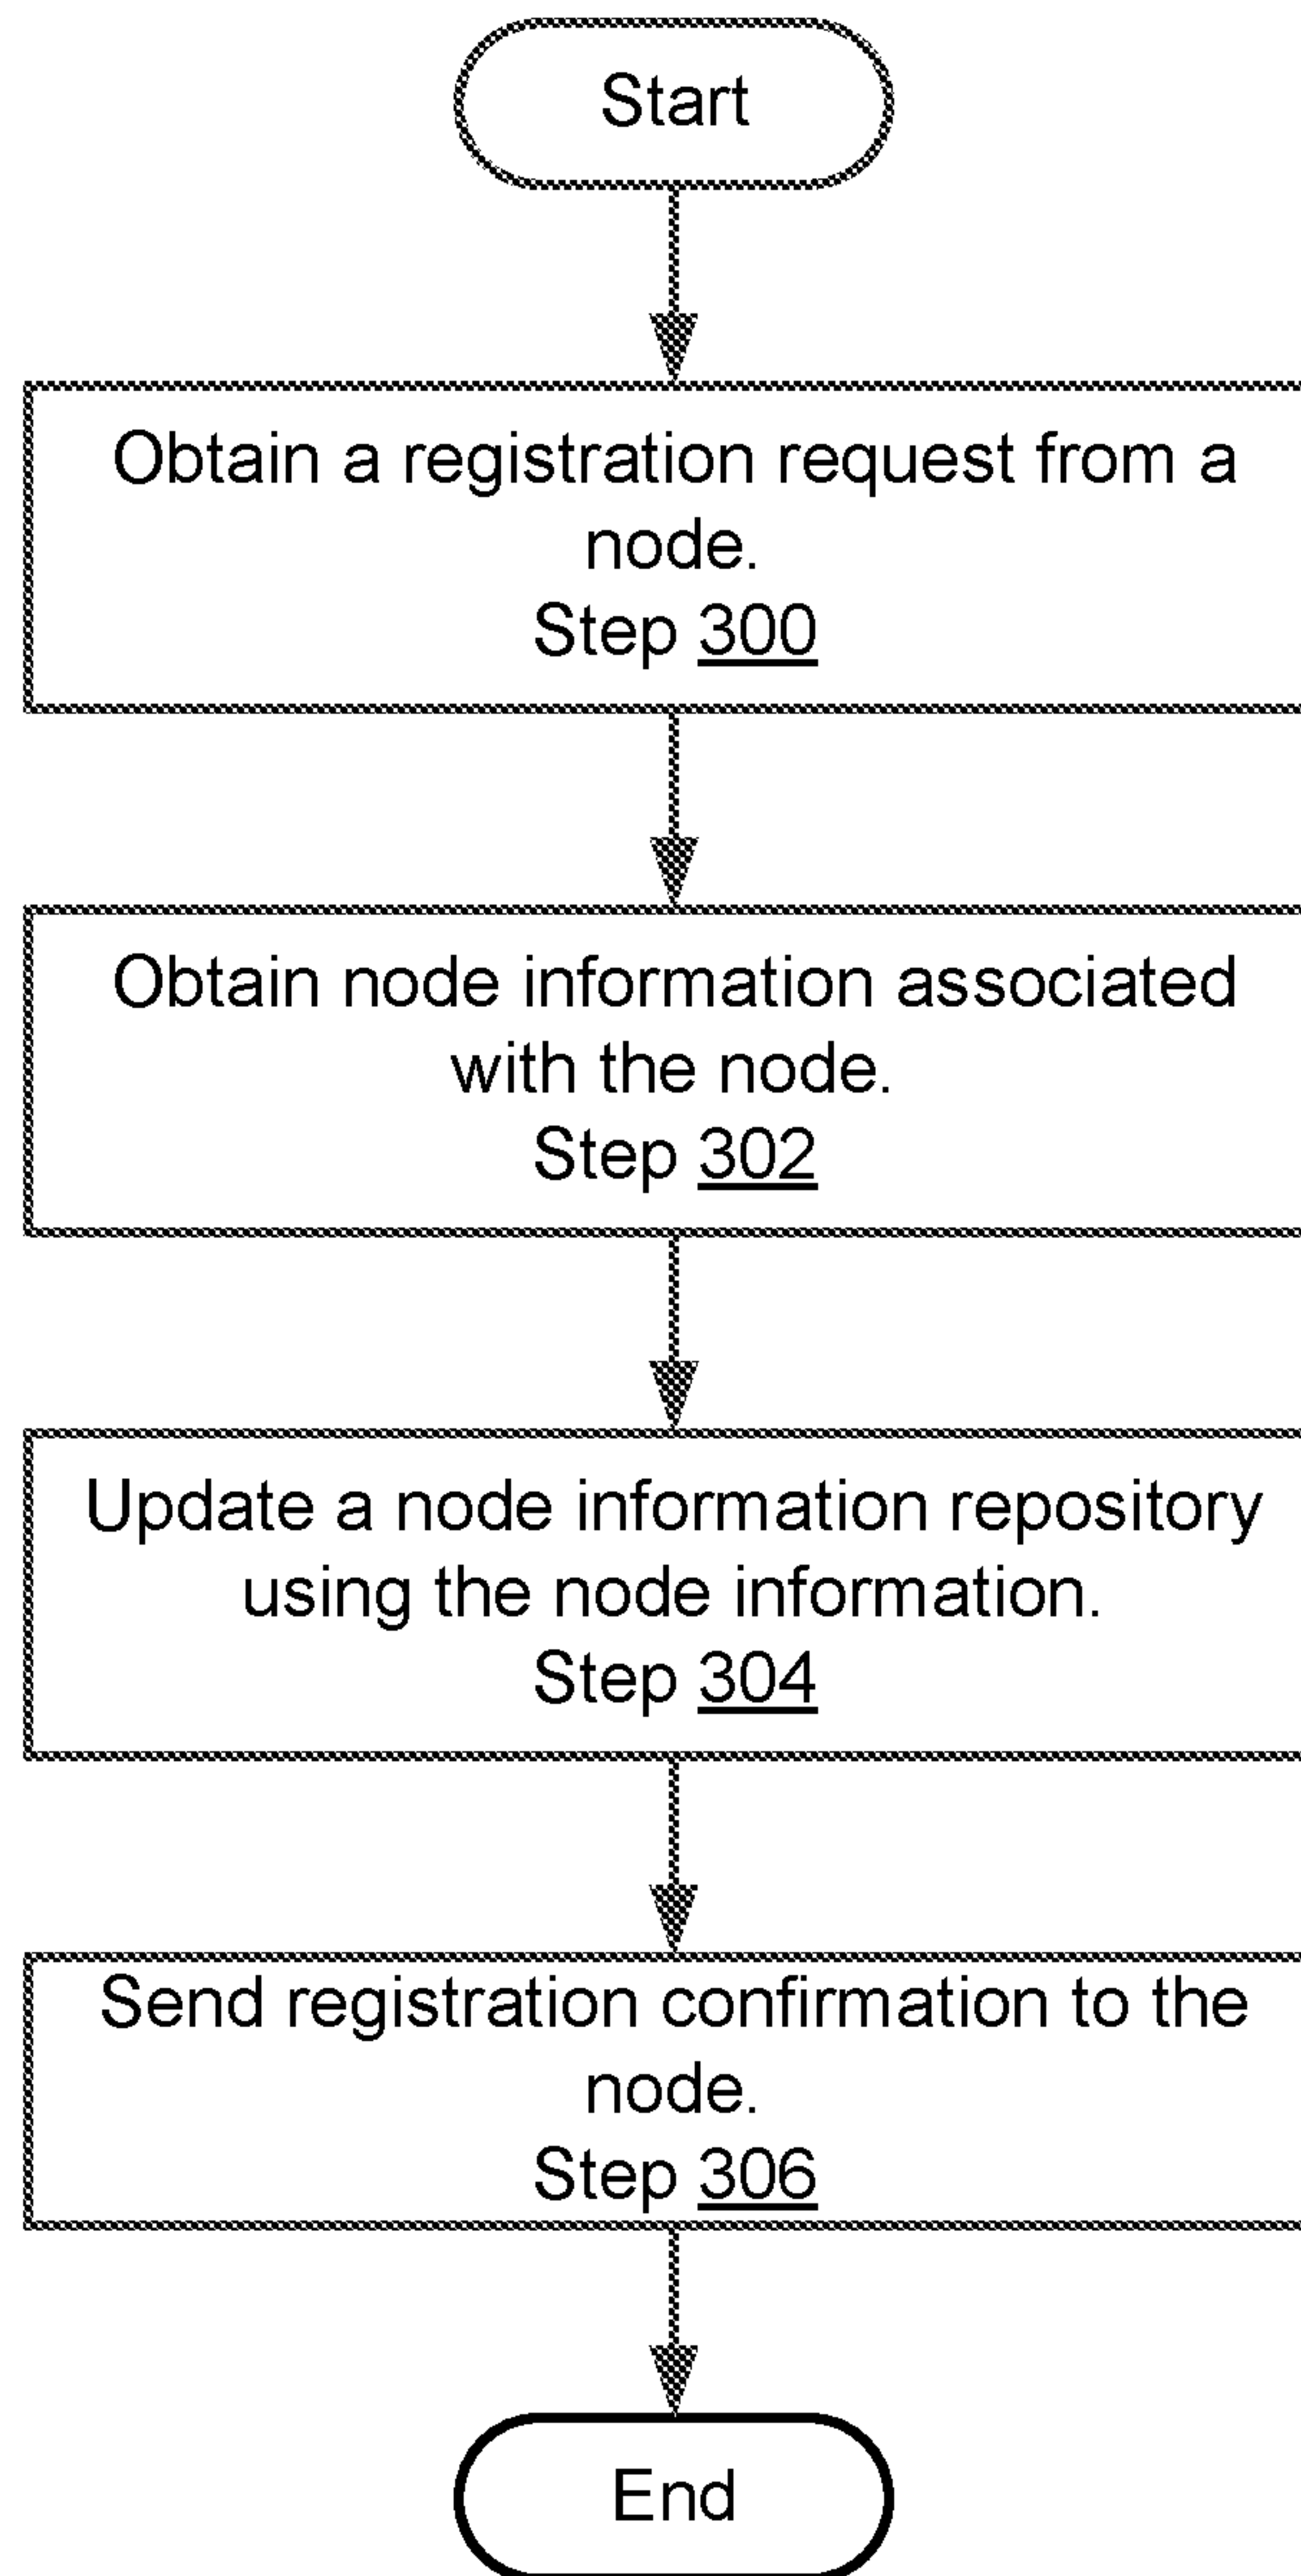 Start
Obtain a registration request from a
node.
Step 300
Obtain node information associated
with the node.
Step 302
Update a node information repository
using the node information.
Step 304
Send registration confirmation to the
node.
Step 306
End